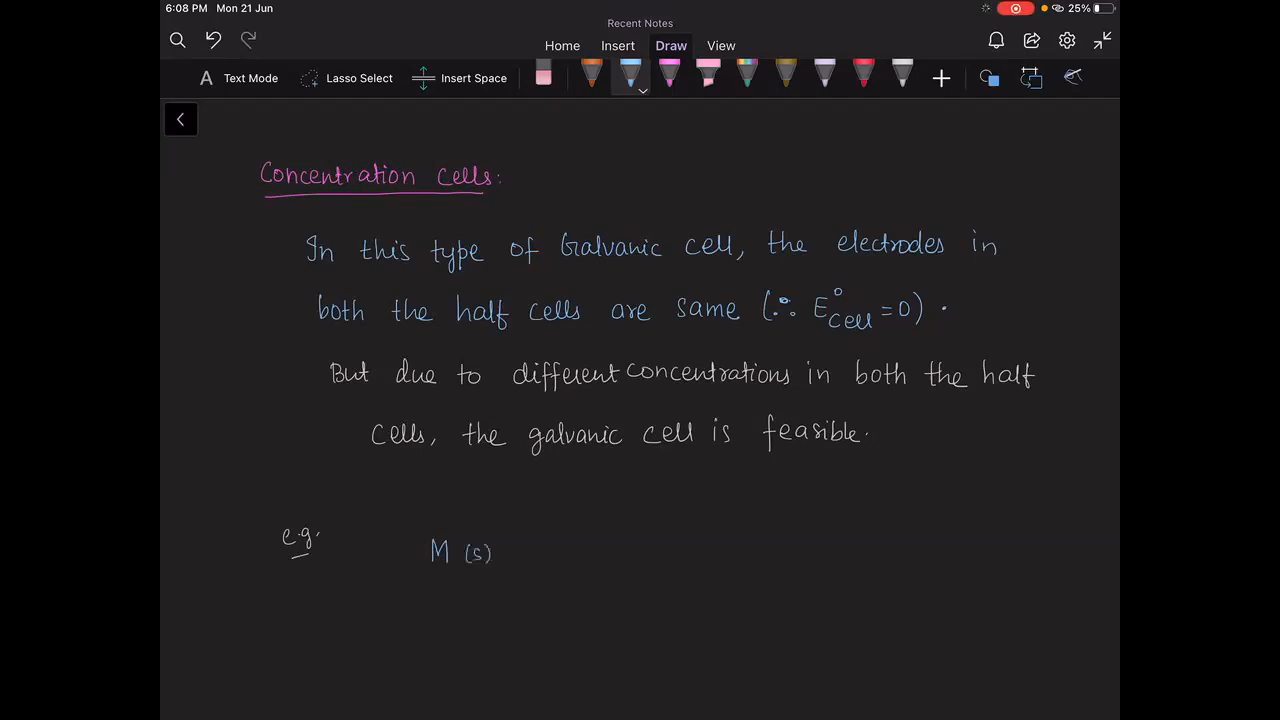 6:08 PM Mon 21 Jun
25%
Recent Notes
Home Insert Draw View
A Text Mode Lasso Select Insert Space
Concentration Cells:
In this type of Galvanic cell, the electrodes in
both the half cells are same (∴ E°cell = 0).
But due to different concentrations in both the half
cells, the galvanic cell is feasible.
e.g. M (s)